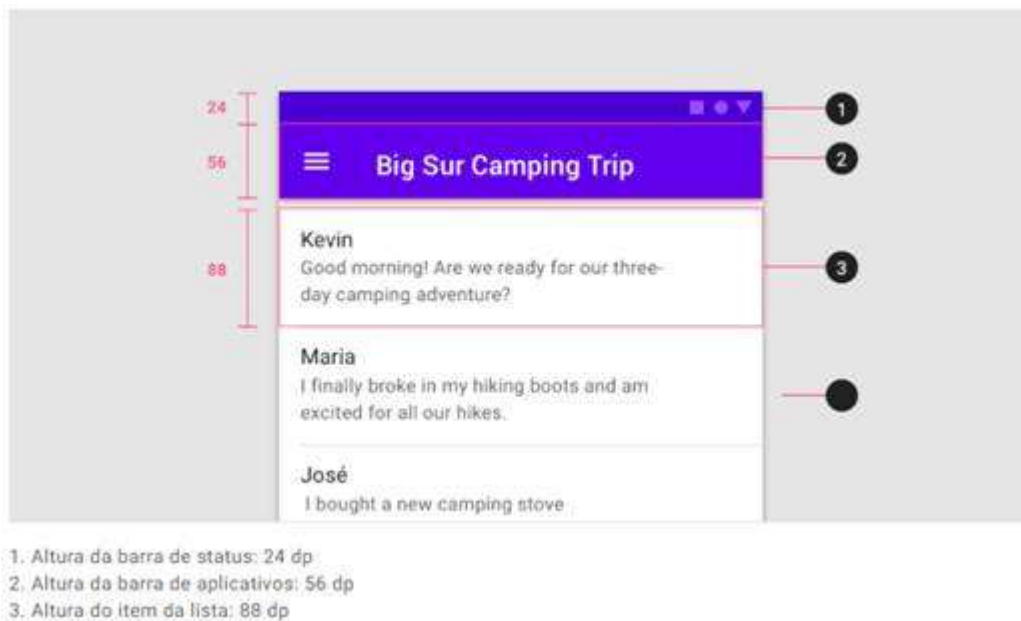 24
1
56
Big Sur Camping Trip
2
88
Kevin
Good morning! Are we ready for our three-
day camping adventure?
3
Maria
I finally broke in my hiking boots and am
excited for all our hikes.
José
I bought a new camping stove
1. Altura da barra de status: 24 dp
2. Altura da barra de aplicativos: 56 dp
3. Altura do item da lista: 88 dp